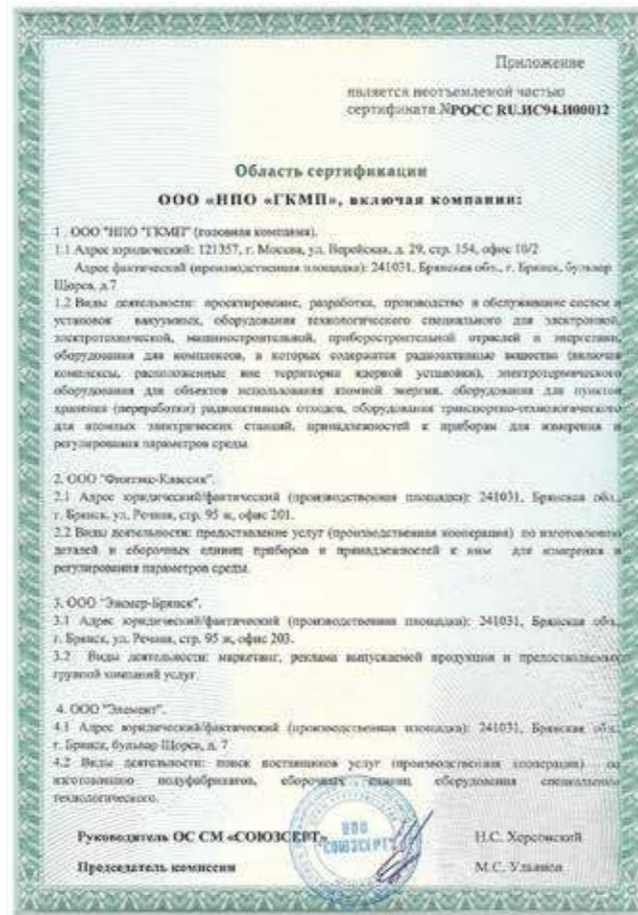 Приложение
является неотъемлемой частью
сертификата №РОСС RU.ИС94.И00012
Область сертификации
ООО «НПО «ГКМП», включая компании:
1. ООО "НПО "ГКМП" (головная компания).
1.1 Адрес юридический: 121357, г. Москва, ул. Верейская, д. 29, стр. 154, офис 10/2
Адрес фактический (производственная площадка): 241031, Брянская обл., г. Брянск, бульвар
Щорса, д.7
1.2 Виды деятельности: проектирование, разработка, производство и обслуживание систем и
установок вакуумных, оборудования технологического специального для электронной,
электротехнической, машиностроительной, приборостроительной отраслей и энергетики,
оборудования для комплексов, в которых содержатся радиоактивные вещества (включая
комплексы, расположенные вне территории ядерной установки), электротермического
оборудования для объектов использования атомной энергии, оборудования для пунктов
хранения (переработки) радиоактивных отходов, оборудования транспортно-технологического
для атомных электрических станций, принадлежностей к приборам для измерения и
регулирования параметров среды.
2. ООО "Финтэкс-Классик".
2.1 Адрес юридический/фактический (производственная площадка): 241031, Брянская обл.,
г. Брянск, ул. Речная, стр. 95 ж, офис 201.
2.2 Виды деятельности: предоставление услуг (производственная кооперация) по изготовлению
деталей и сборочных единиц приборов и принадлежностей к ним для измерения и
регулирования параметров среды.
3. ООО "Элемер-Брянск".
3.1 Адрес юридический/фактический (производственная площадка): 241031, Брянская обл.,
г. Брянск, ул. Речная, стр. 95 ж, офис 203.
3.2 Виды деятельности: маркетинг, реклама выпускаемой продукции и предоставляемых
группой компаний услуг.
4. ООО "Элемент".
4.1 Адрес юридический/фактический (производственная площадка): 241031, Брянская обл.,
г. Брянск, бульвар Щорса, д. 7
4.2 Виды деятельности: поиск поставщиков услуг (производственная кооперация) по
изготовлению полуфабрикатов, сборочных единиц оборудования специального
технологического.
Руководитель ОС СМ «СОЮЗСЕРТ»
Н.С. Херсонский
СОЮЗСЕРТ
Председатель комиссии
М.С. Ульянов